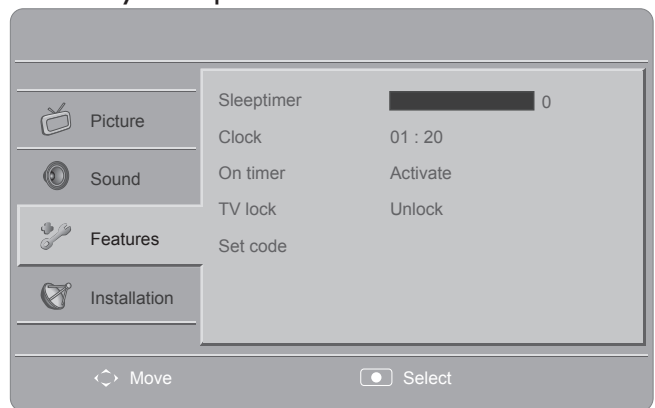 Picture
Sound
Features
Installation
Sleeptimer 0
Clock 01 : 20
On timer Activate
TV lock Unlock
Set code
Move Select